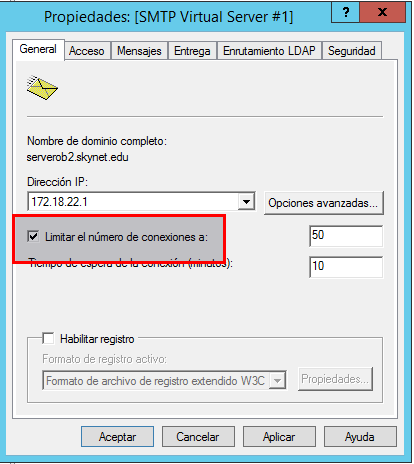 Propiedades: [SMTP Virtual Server #1]
?
x
General
Acceso
Mensajes
Entrega
Enrutamiento LDAP
Seguridad
Nombre de dominio completo:
serverob2.skynet.edu
Dirección IP:
172.18.22.1
Opciones avanzadas...
Limitar el número de conexiones a:
50
Tiempo de espera de la conexión (minutos):
10
Habilitar registro
Formato de registro activo:
Formato de archivo de registro extendido W3C
Propiedades...
Aceptar
Cancelar
Aplicar
Ayuda